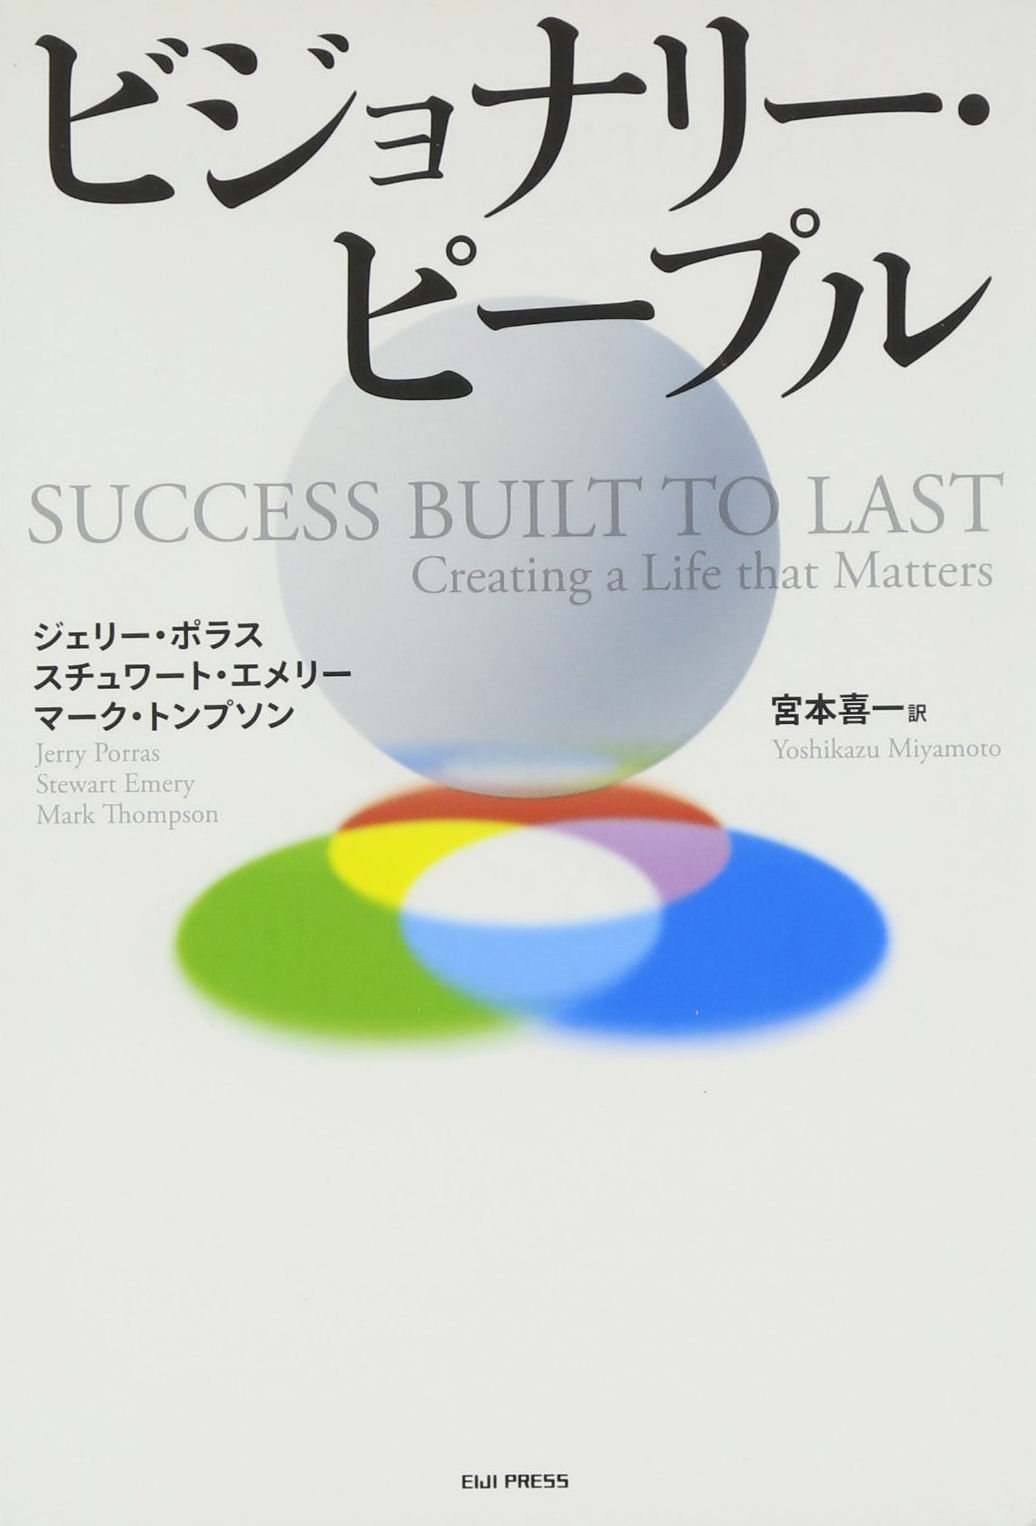 ビジョナリー・
ピープル
SUCCESS BUILT TO LAST
Creating a Life that Matters
ジェリー・ポラス
スチュワート・エメリー
マーク・トンプソン
Jerry Porras
Stewart Emery
Mark Thompson
宮本喜一訳
Yoshikazu Miyamoto
EIJI PRESS